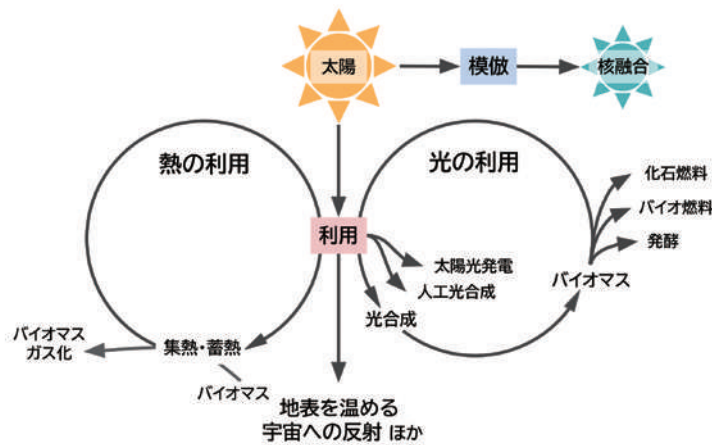 太陽
模倣
核融合
熱の利用
光の利用
化石燃料
バイオ燃料
発酵
利用
太陽光発電
人工光合成
バイオマス
光合成
バイオマス
ガス化
集熱・蓄熱
バイオマス
地表を温める
宇宙への反射 ほか